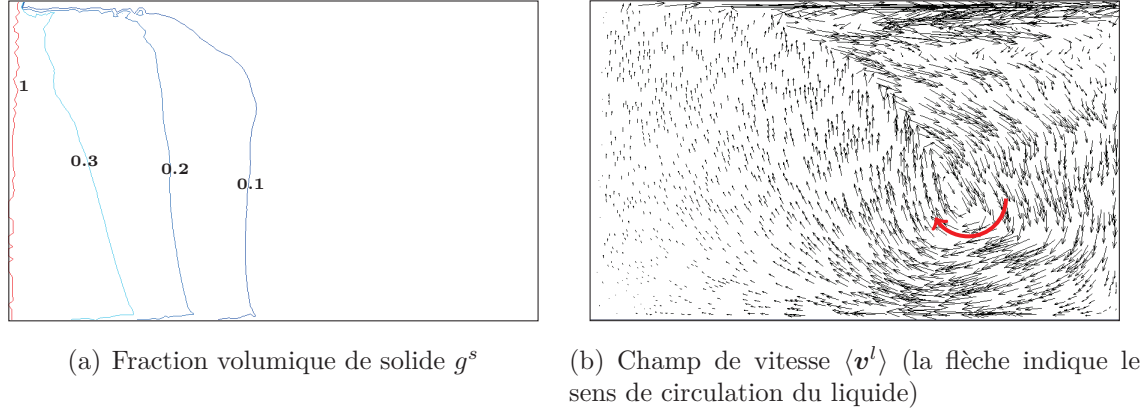 1
0.3
0.2
0.1
(a) Fraction volumique de solide g^s
(b) Champ de vitesse ⟨v^l⟩ (la flèche indique le
sens de circulation du liquide)